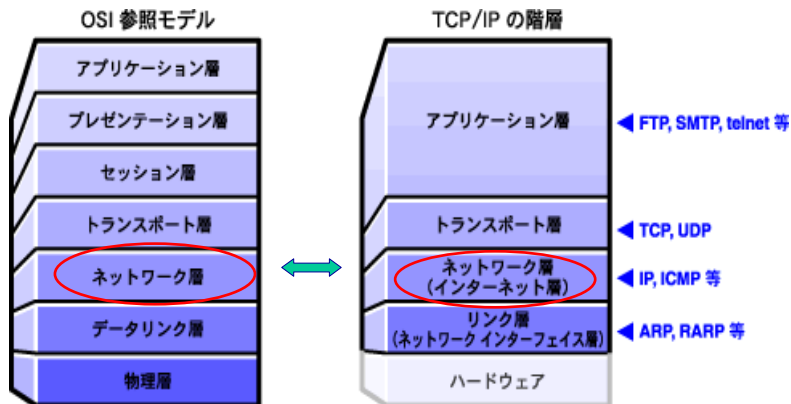 OSI 参照モデル
アプリケーション層
プレゼンテーション層
セッション層
トランスポート層
ネットワーク層
データリンク層
物理層
TCP/IP の階層
アプリケーション層
トランスポート層
ネットワーク層
(インターネット層)
リンク層
(ネットワーク インターフェイス層)
ハードウェア
FTP, SMTP, telnet 等
TCP, UDP
IP, ICMP 等
ARP, RARP 等